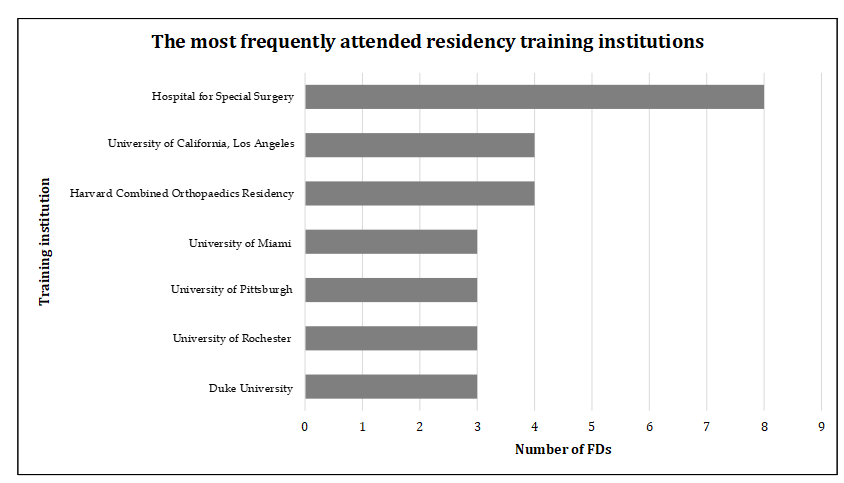 The most frequently attended residency training institutions
Training institution
Hospital for Special Surgery
University of California, Los Angeles
Harvard Combined Orthopaedics Residency
University of Miami
University of Pittsburgh
University of Rochester
Duke University
0 1 2 3 4 5 6 7 8 9
Number of FDs